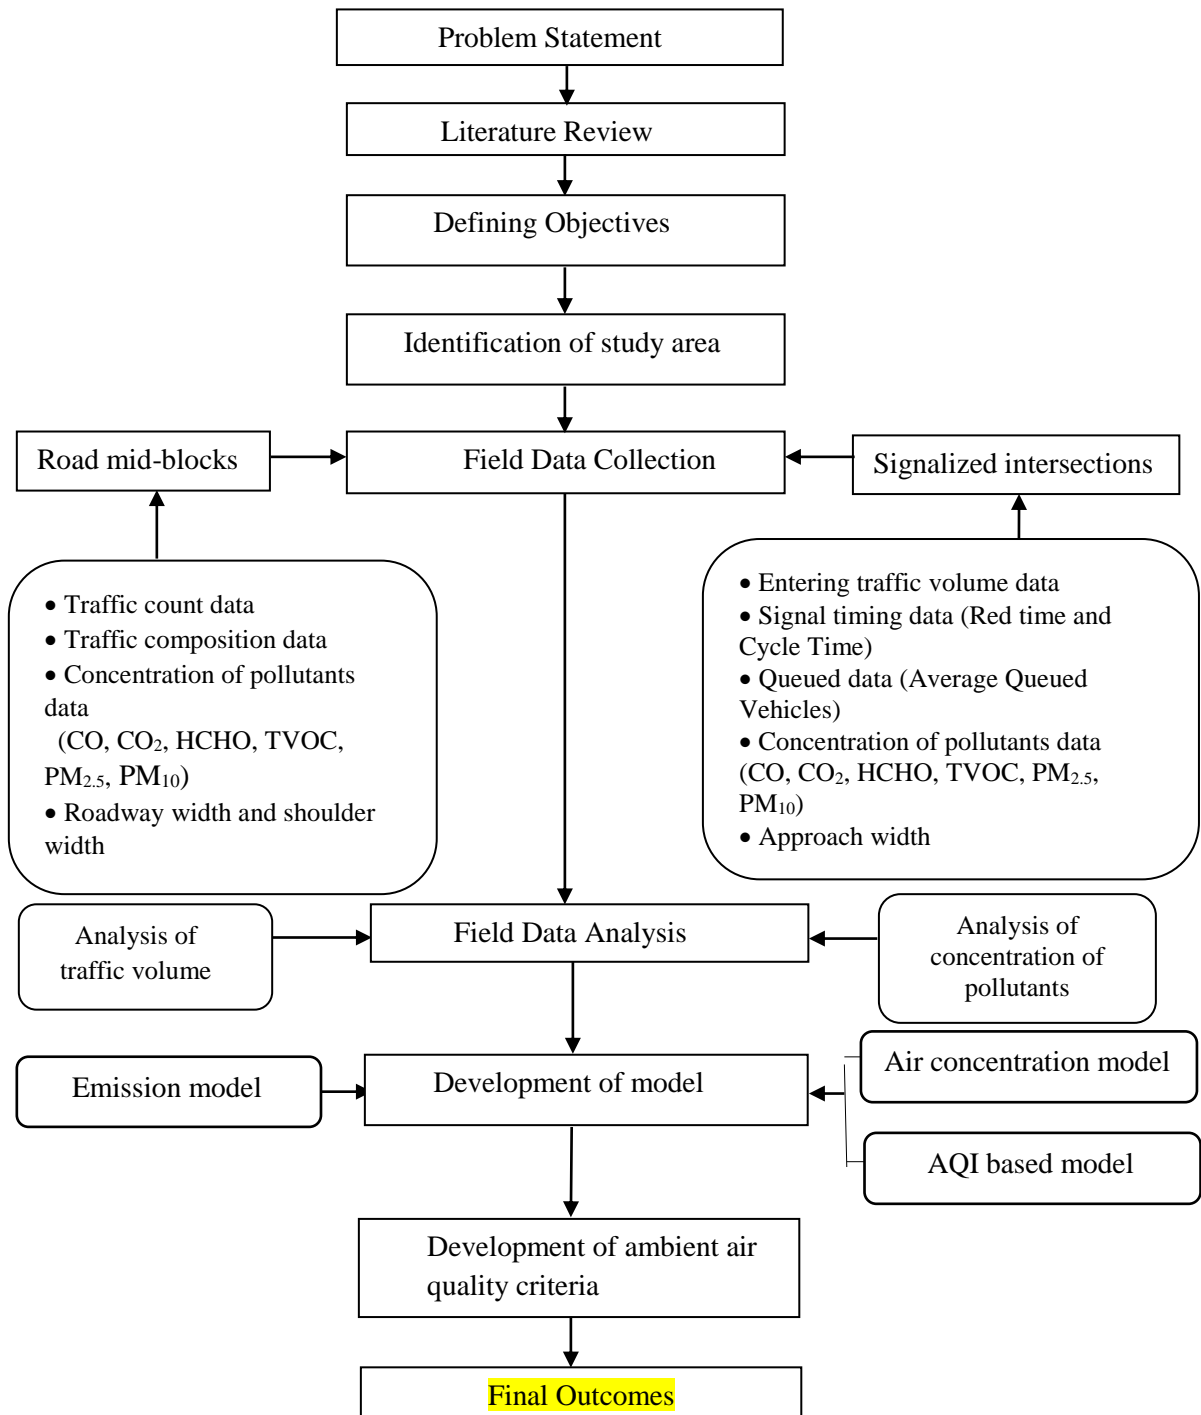 Problem Statement
Literature Review
Defining Objectives
Identification of study area
Road mid-blocks
Field Data Collection
Signalized intersections
• Traffic count data
• Traffic composition data
• Concentration of pollutants
data
(CO, CO₂, HCHO, TVOC,
PM₂.₅, PM₁₀)
• Roadway width and shoulder
width
• Entering traffic volume data
• Signal timing data (Red time and
Cycle Time)
• Queued data (Average Queued
Vehicles)
• Concentration of pollutants data
(CO, CO₂, HCHO, TVOC, PM₂.₅,
PM₁₀)
• Approach width
Analysis of
traffic volume
Field Data Analysis
Analysis of
concentration of
pollutants
Emission model
Development of model
Air concentration model
AQI based model
Development of ambient air
quality criteria
Final Outcomes